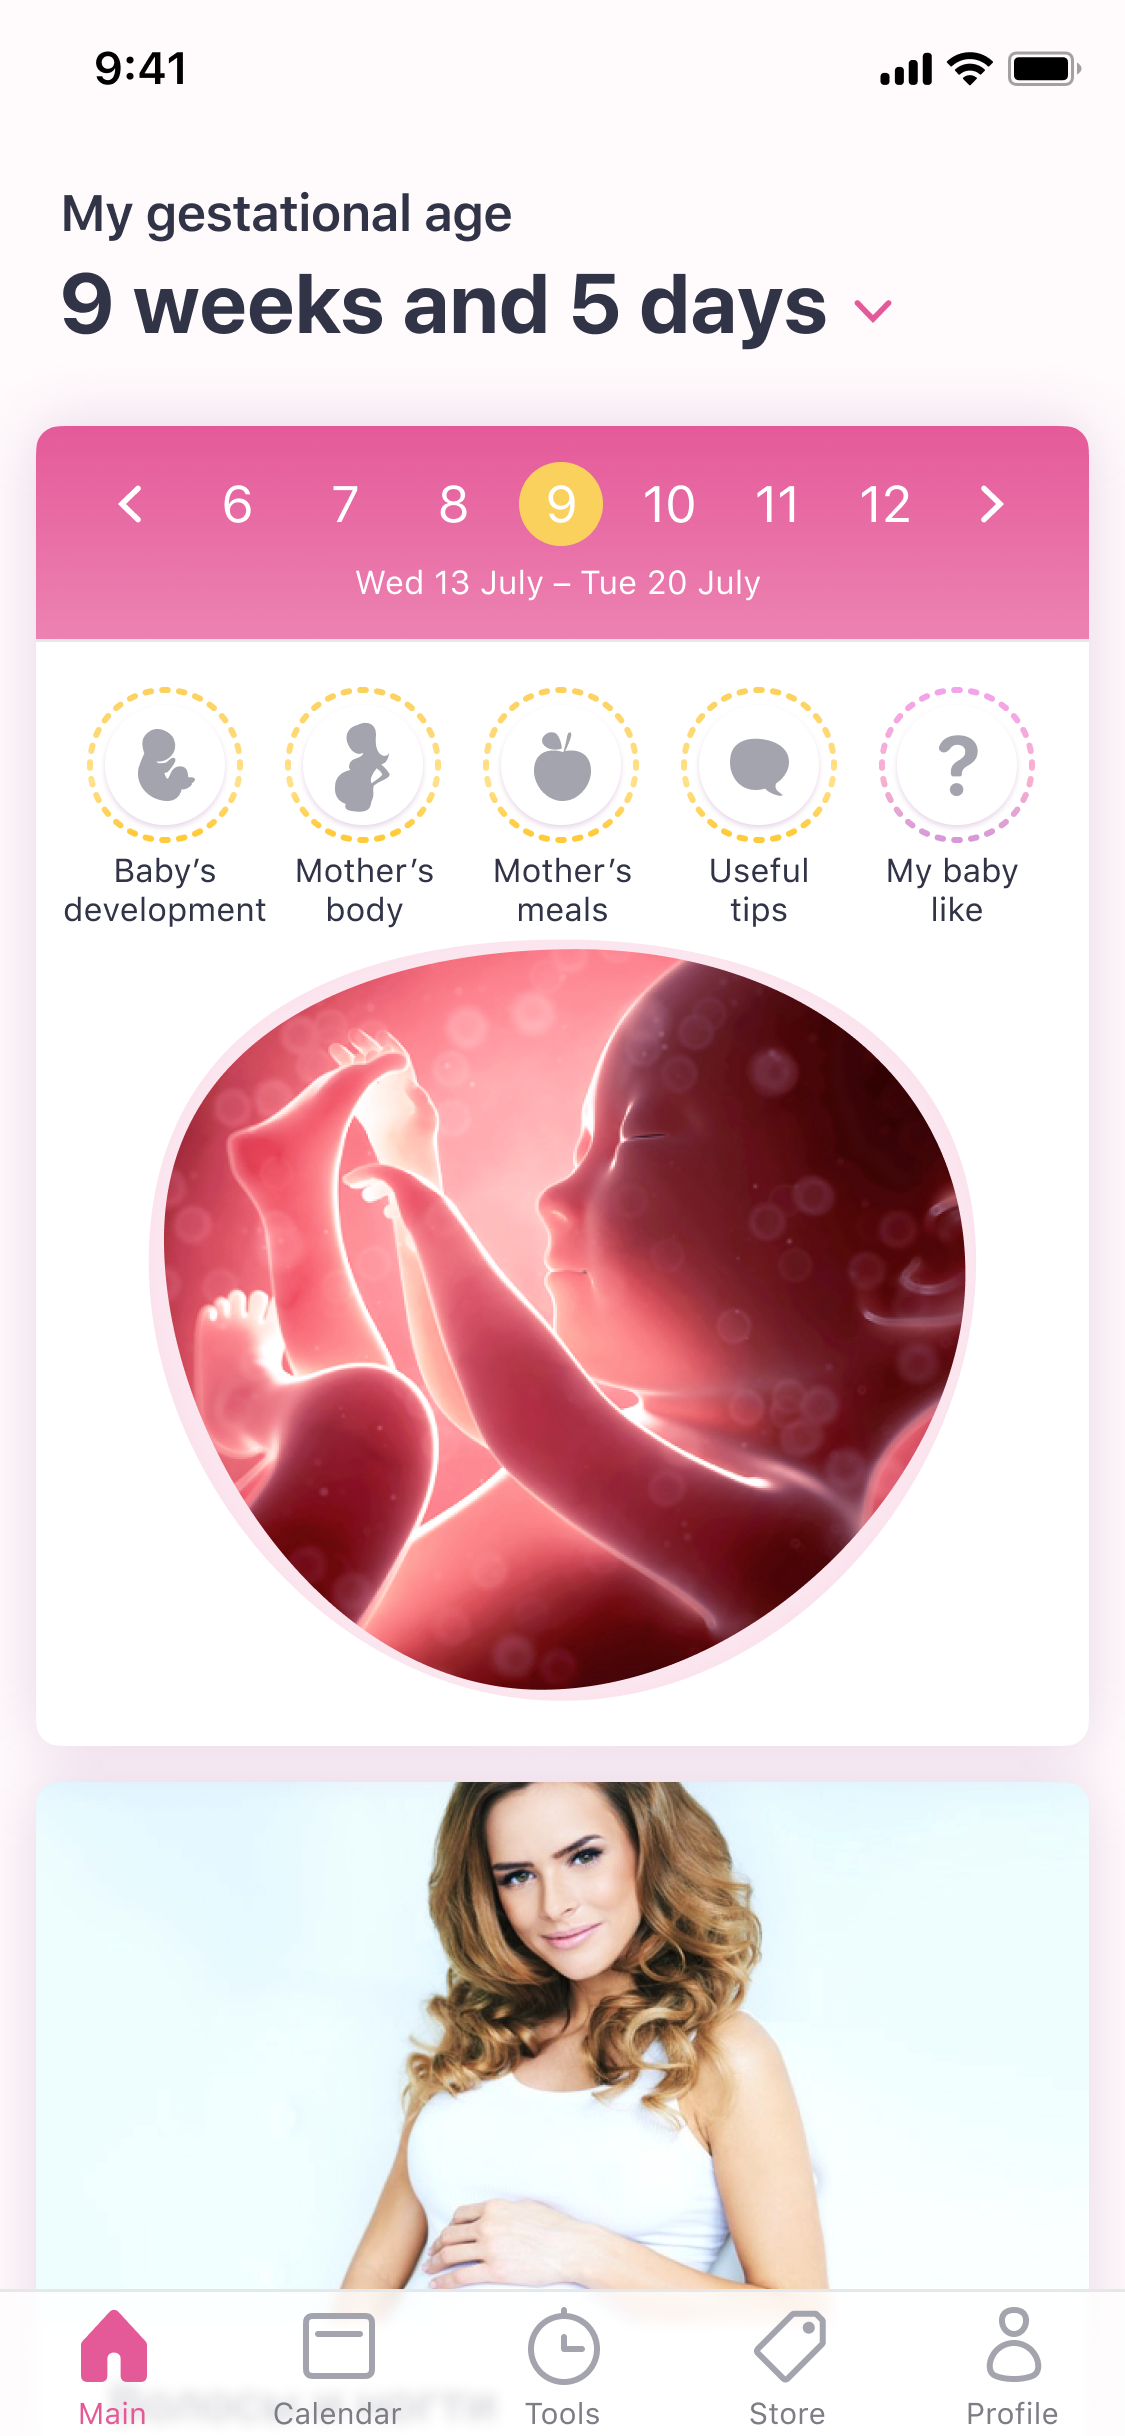 9:41
My gestational age
9 weeks and 5 days
6 7 8 9 10 11 12
Wed 13 July – Tue 20 July
Baby’s development
Mother’s body
Mother’s meals
Useful tips
My baby like
Main Calendar Tools Store Profile